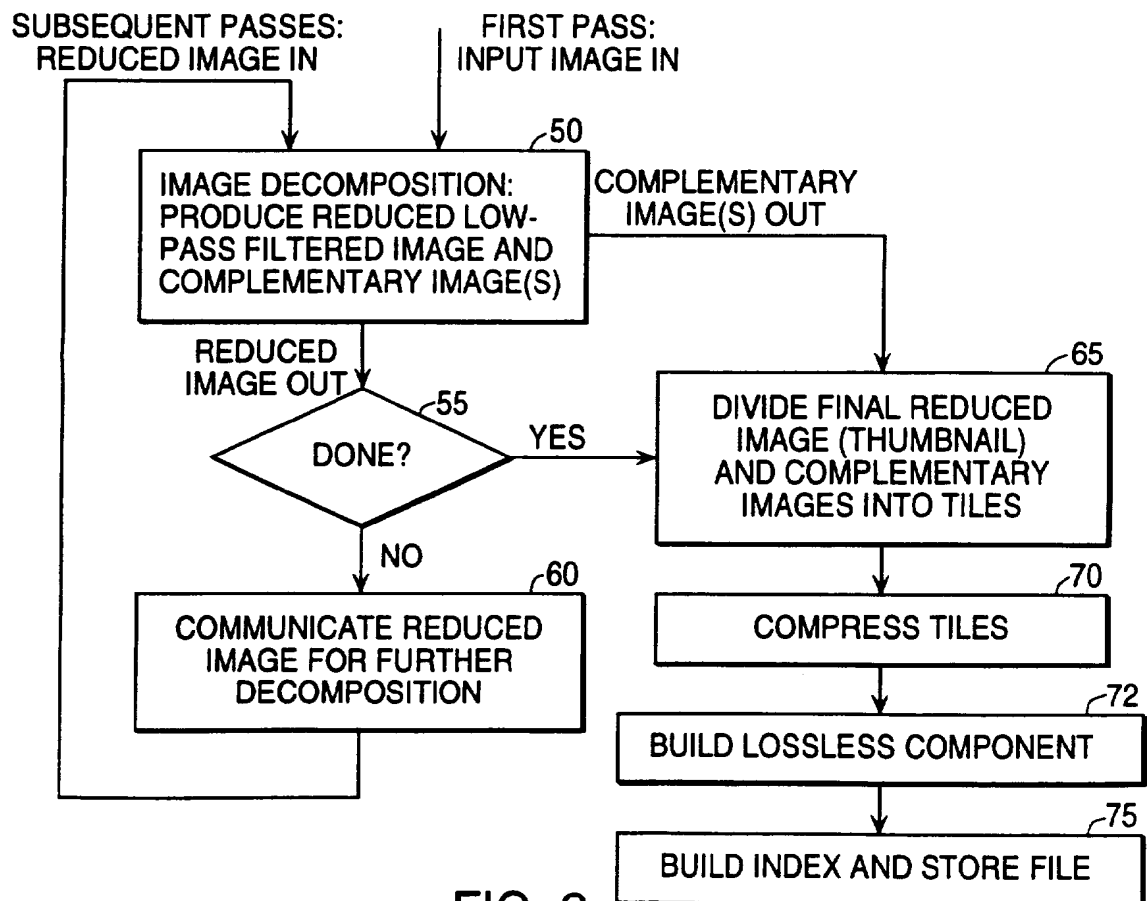 SUBSEQUENT PASSES:
REDUCED IMAGE IN
FIRST PASS:
INPUT IMAGE IN
50
IMAGE DECOMPOSITION:
PRODUCE REDUCED LOW-
PASS FILTERED IMAGE AND
COMPLEMENTARY IMAGE(S)
COMPLEMENTARY
IMAGE(S) OUT
REDUCED
IMAGE OUT
55
DONE?
YES
NO
65
DIVIDE FINAL REDUCED
IMAGE (THUMBNAIL)
AND COMPLEMENTARY
IMAGES INTO TILES
60
COMMUNICATE REDUCED
IMAGE FOR FURTHER
DECOMPOSITION
70
COMPRESS TILES
72
BUILD LOSSLESS COMPONENT
75
BUILD INDEX AND STORE FILE
FIG.